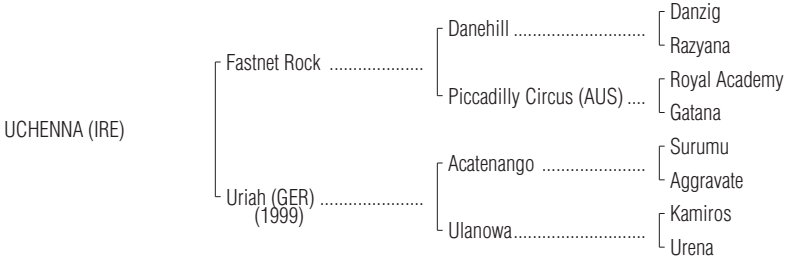 Danzig
Danehill ............................
Razyana
Fastnet Rock ....................
Royal Academy
Piccadilly Circus (AUS) ....
Gatana
UCHENNA (IRE)
Surumu
Acatenango ......................
Aggravate
Uriah (GER) ......................
(1999)
Kamiros
Ulanowa............................
Urena